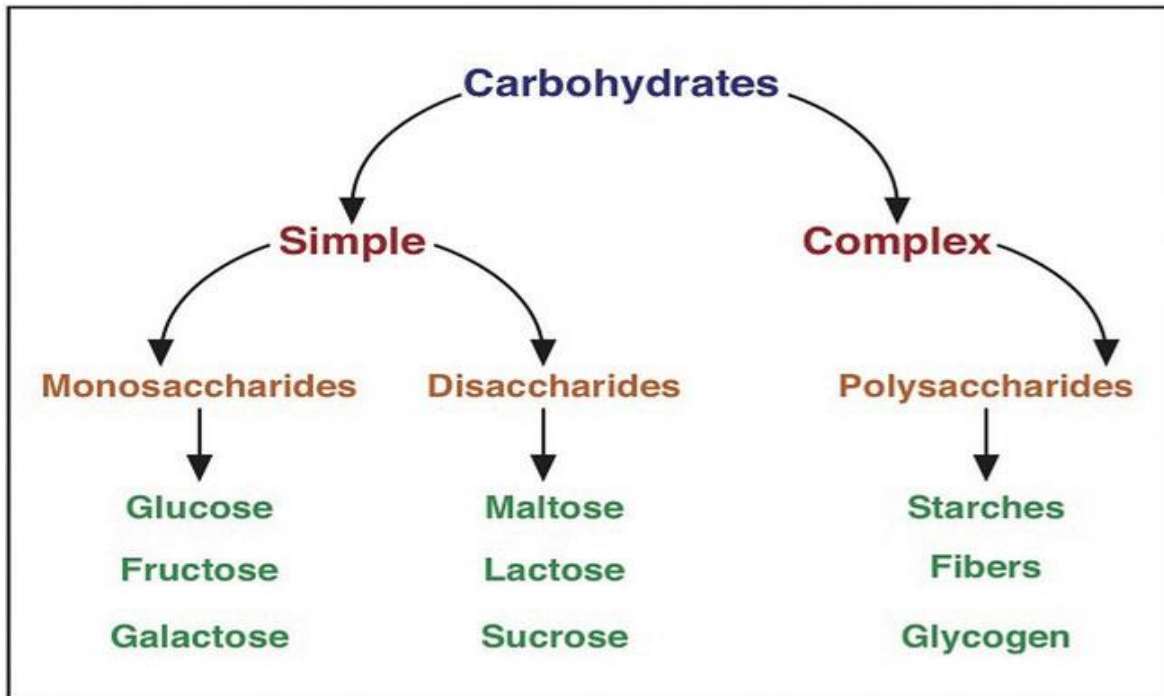 Carbohydrates
Simple
Complex
Monosaccharides
Disaccharides
Polysaccharides
Glucose
Maltose
Starches
Fructose
Lactose
Fibers
Galactose
Sucrose
Glycogen